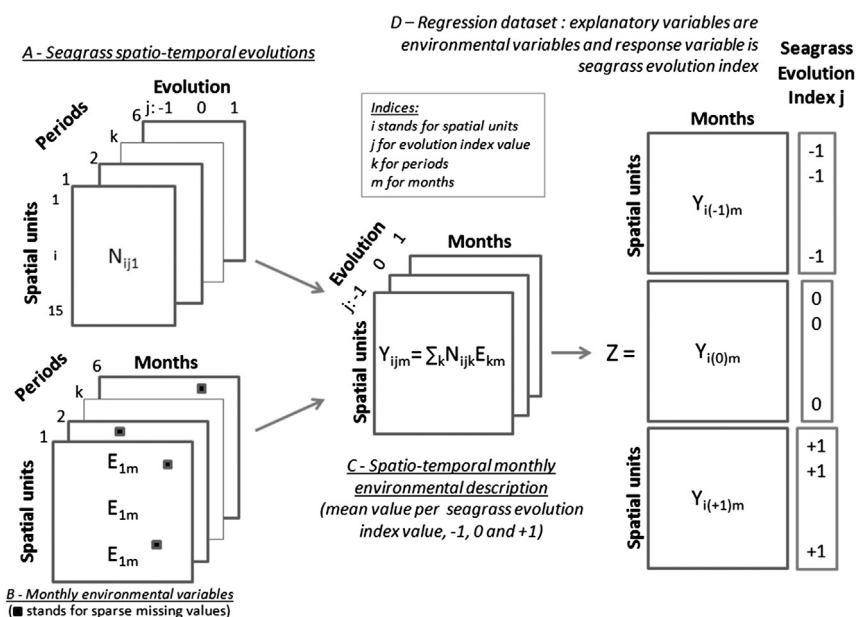 A - Seagrass spatio-temporal evolutions
Periods
Evolution
j: -1 0 1
6
k
2
1
Spatial units
1
i
15
N_ij1
Periods
Months
6
k
2
1
Spatial units
E_1m
E_1m
E_1m
B - Monthly environmental variables
(■ stands for sparse missing values)
Indices:
i stands for spatial units
j for evolution index value
k for periods
m for months
Evolution
j: -1 0 1
Months
Spatial units
Y_ijm = ∑_k N_ijk E_km
C - Spatio-temporal monthly
environmental description
(mean value per seagrass evolution
index value, -1, 0 and +1)
D – Regression dataset : explanatory variables are
environmental variables and response variable is
seagrass evolution index
Seagrass
Evolution
Index j
Months
Z =
Spatial units
Y_i(-1)m
-1
-1
-1
Spatial units
Y_i(0)m
0
0
0
Spatial units
Y_i(+1)m
+1
+1
+1